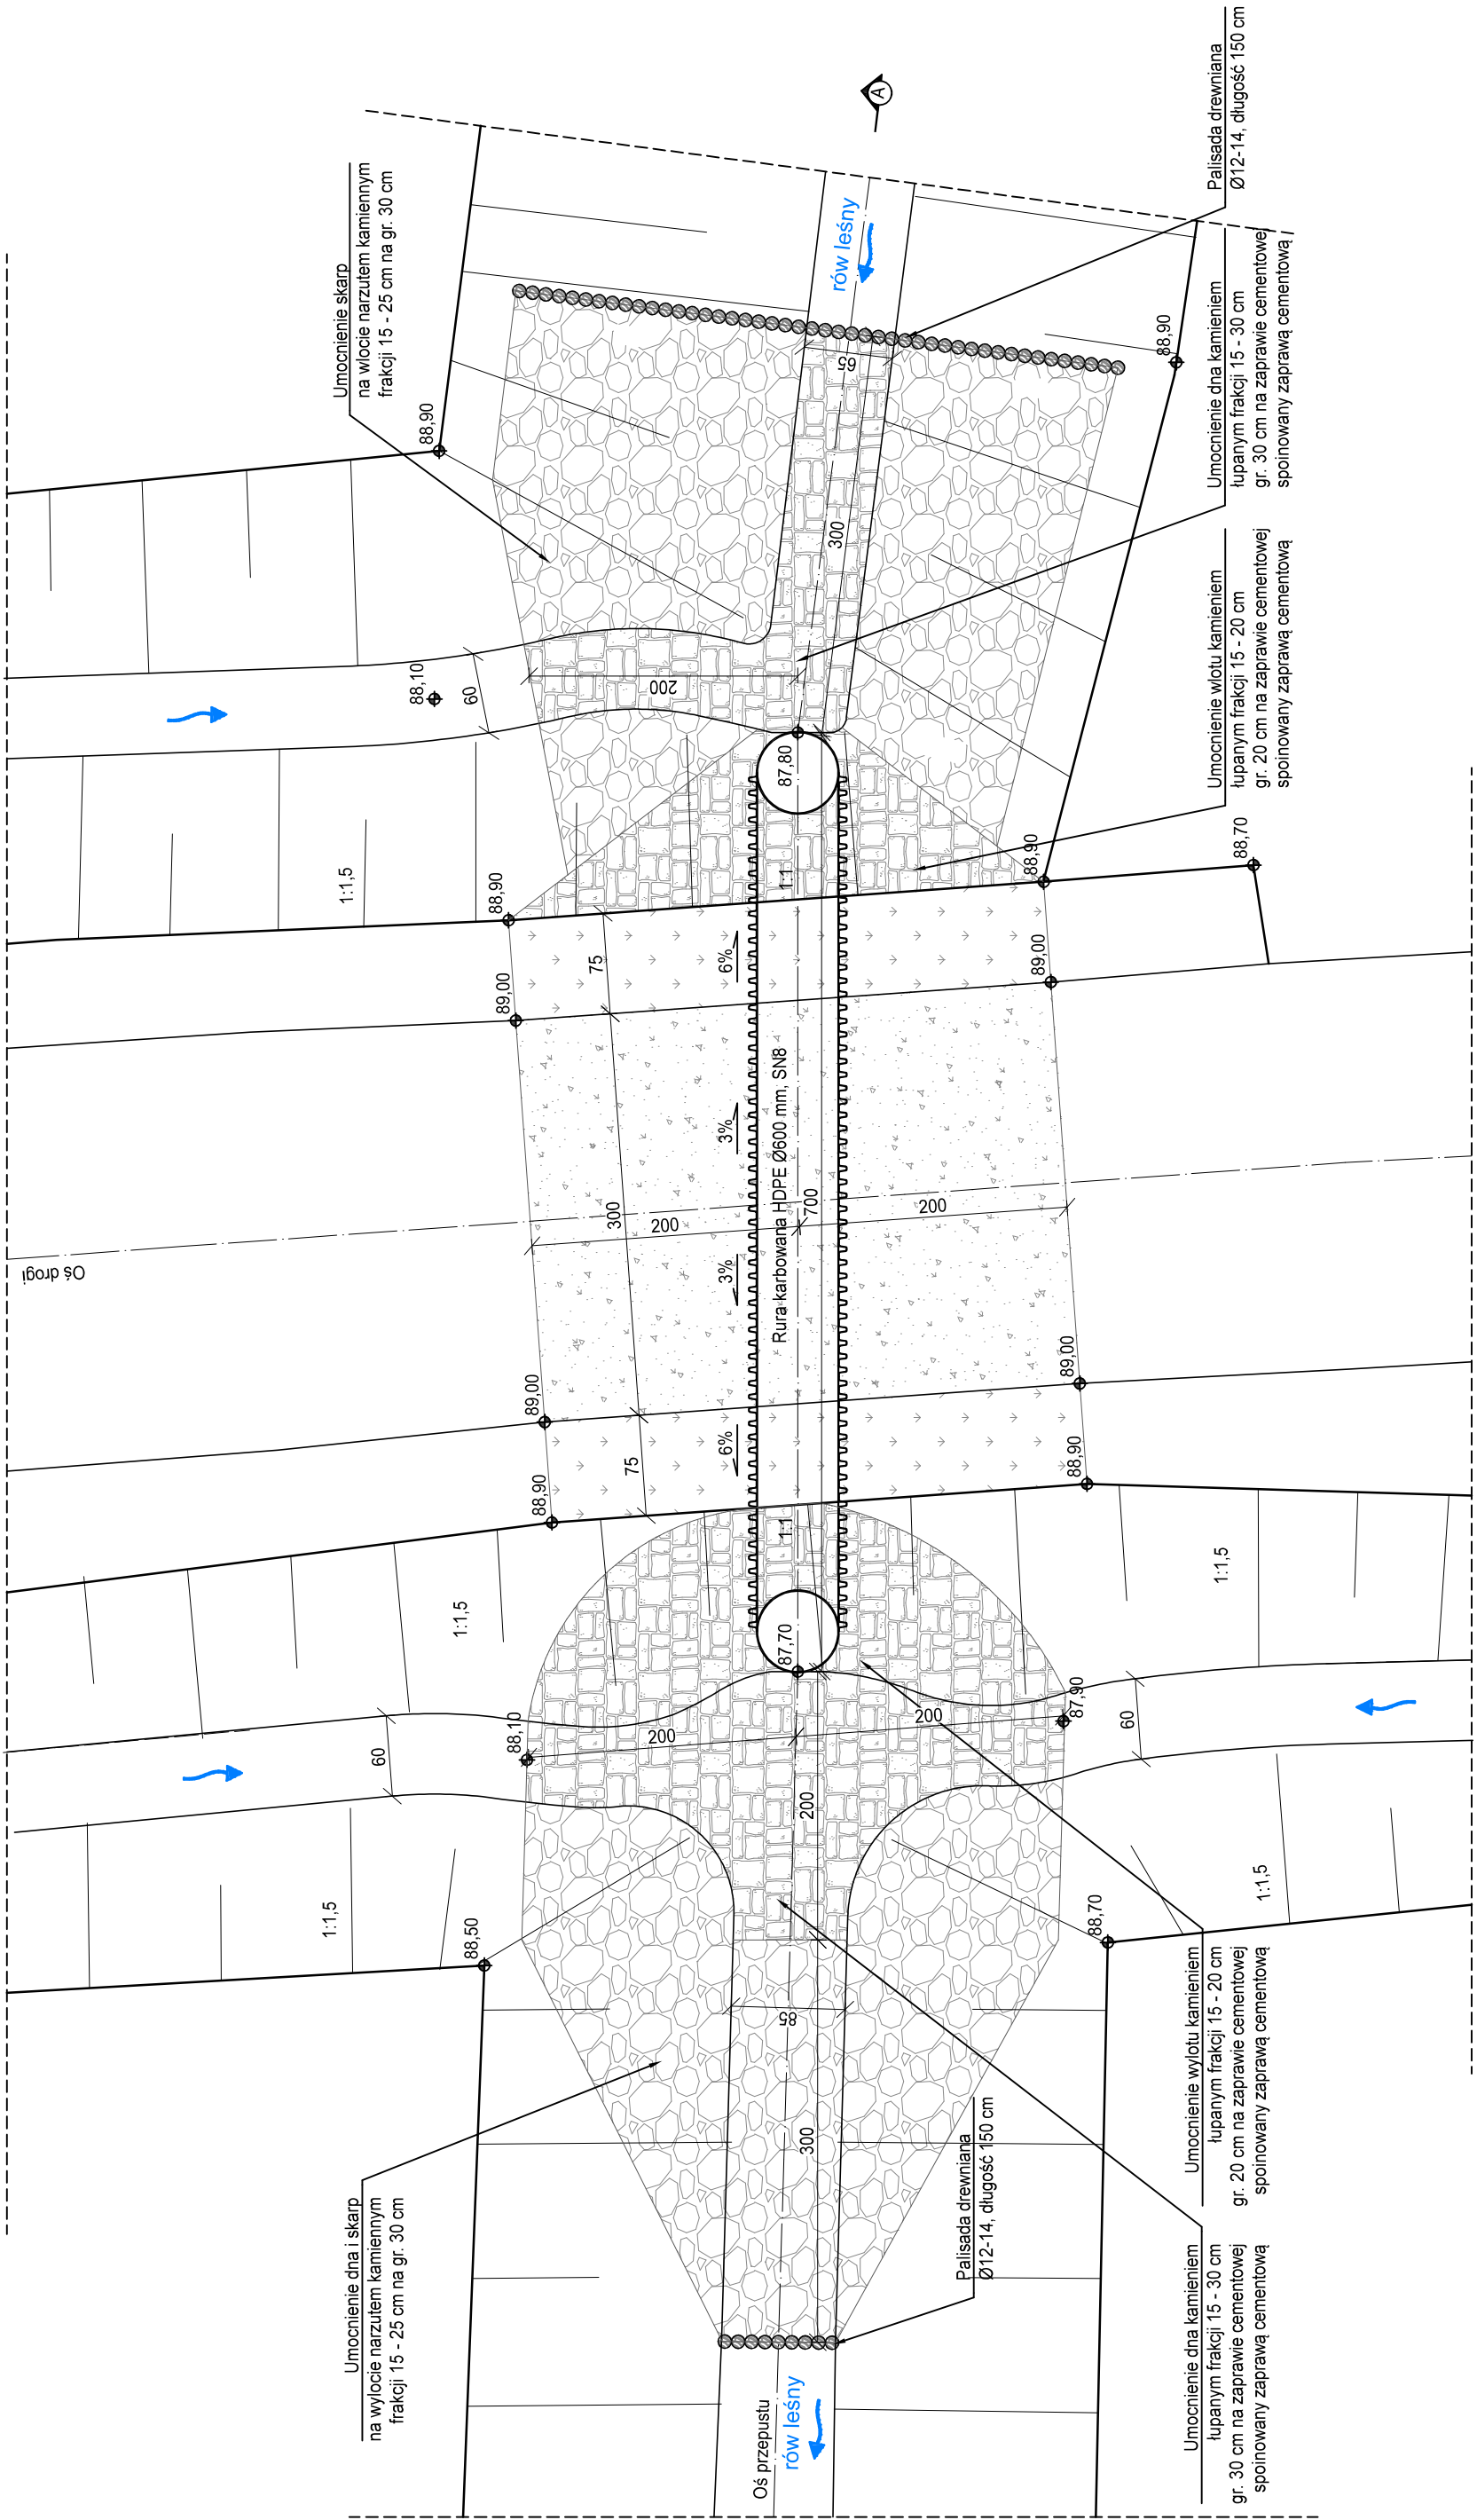 Umocnienie skarp
na wlocie narzutem kamiennym
frakcji 15 - 25 cm na gr. 30 cm
88,90
rów leśny
A
Palisada drewniana
Ø12-14, długość 150 cm
65
300
88,90
Umocnienie dna kamieniem
łupanym frakcji 15 - 30 cm
gr. 30 cm na zaprawie cementowej
spoinowany zaprawą cementową
88,10
60
200
87,80
Umocnienie wlotu kamieniem
łupanym frakcji 15 - 20 cm
gr. 20 cm na zaprawie cementowej
spoinowany zaprawą cementową
1:1,5
88,90
1:1
88,90
88,70
75
6%
89,00
89,00
3%
Rura karbowana HDPE Ø600 mm, SN8
Oś drogi
300
200
700
200
3%
89,00
89,00
75
6%
88,90
88,90
1:1
1:1,5
1:1,5
87,70
60
88,10
200
200
87,90
60
200
1:1,5
88,50
88,70
1:1,5
85
300
Umocnienie dna i skarp
na wylocie narzutem kamiennym
frakcji 15 - 25 cm na gr. 30 cm
Palisada drewniana
Ø12-14, długość 150 cm
Umocnienie wylotu kamieniem
łupanym frakcji 15 - 20 cm
gr. 20 cm na zaprawie cementowej
spoinowany zaprawą cementową
Oś przepustu
rów leśny
Umocnienie dna kamieniem
łupanym frakcji 15 - 30 cm
gr. 30 cm na zaprawie cementowej
spoinowany zaprawą cementową